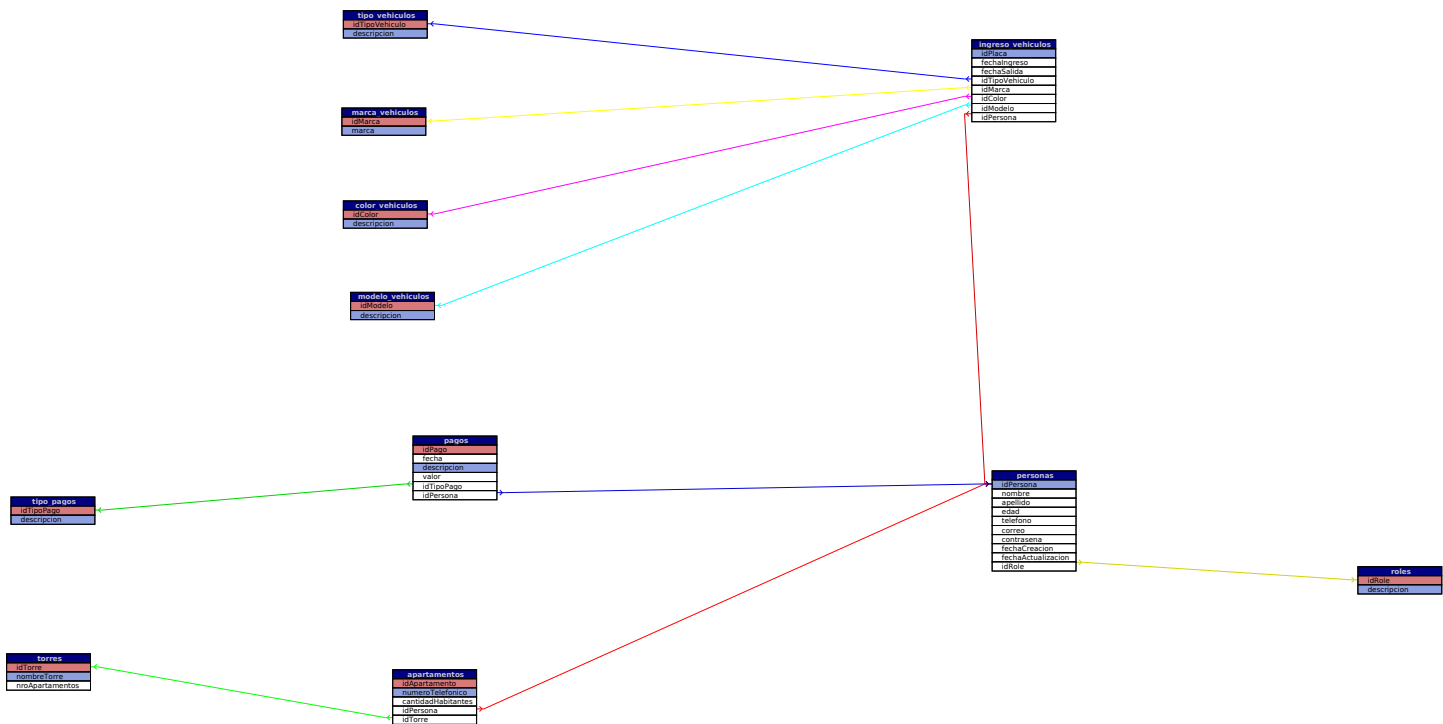 tipo_vehiculos
idTipoVehiculo
descripcion
ingreso_vehiculos
idPlaca
fechaIngreso
fechaSalida
idTipoVehiculo
idMarca
idColor
idModelo
idPersona
marca_vehiculos
idMarca
marca
color_vehiculos
idColor
descripcion
modelo_vehiculos
idModelo
descripcion
pagos
idPago
fecha
descripcion
valor
idTipoPago
idPersona
tipo_pagos
idTipoPago
descripcion
personas
idPersona
nombre
apellido
edad
telefono
correo
contrasena
fechaCreacion
fechaActualizacion
idRole
roles
idRole
descripcion
torres
idTorre
nombreTorre
nroApartamentos
apartamentos
idApartamento
numeroTelefonico
cantidadHabitantes
idPersona
idTorre